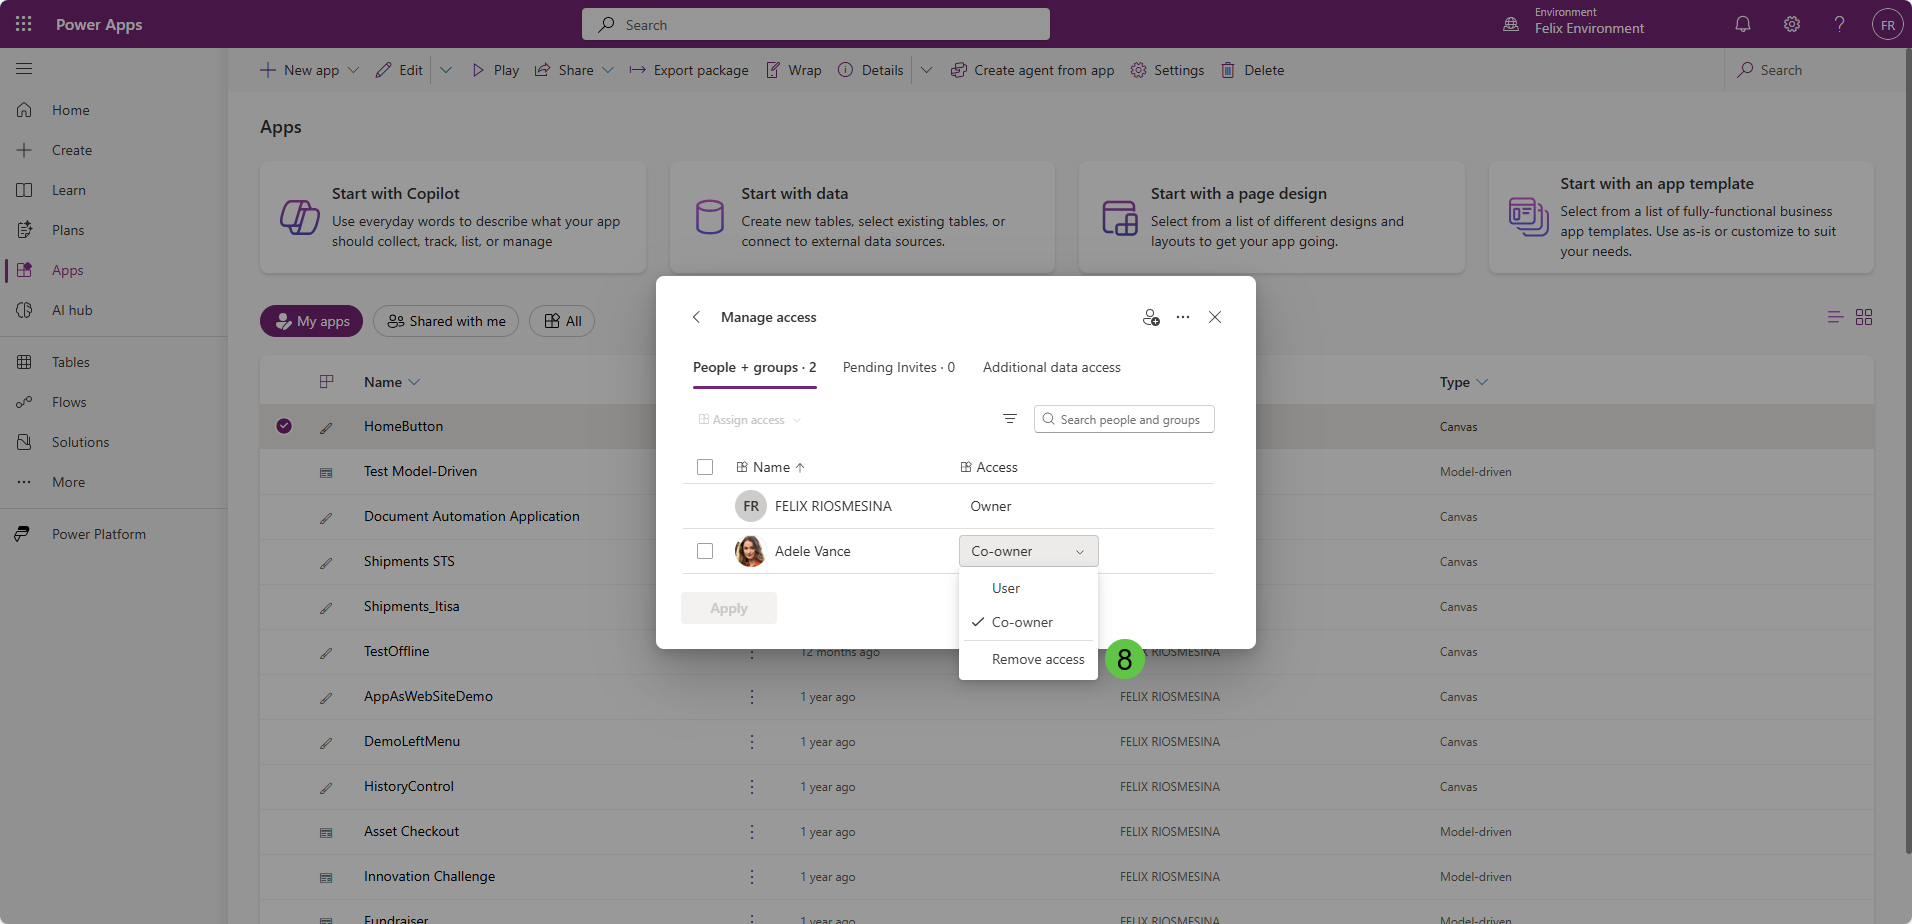 Power Apps
Search
Environment
Felix Environment
FR
New app
Edit
Play
Share
Export package
Wrap
Details
Create agent from app
Settings
Delete
Search
Home
Create
Learn
Plans
Apps
AI hub
Tables
Flows
Solutions
More
Power Platform
Apps
Start with Copilot
Use everyday words to describe what your app
should collect, track, list, or manage
Start with data
Create new tables, select existing tables, or
connect to external data sources.
Start with a page design
Select from a list of different designs and
layouts to get your app going.
Start with an app template
Select from a list of fully-functional business
app templates. Use as-is or customize to suit
your needs.
My apps
Shared with me
All
Name
Type
HomeButton
Canvas
Test Model-Driven
Model-driven
Document Automation Application
Canvas
Shipments STS
Canvas
Shipments_Itisa
Canvas
TestOffline
12 months ago
RIOSMESINA
Canvas
AppAsWebSiteDemo
1 year ago
FELIX RIOSMESINA
Canvas
DemoLeftMenu
1 year ago
FELIX RIOSMESINA
Canvas
HistoryControl
1 year ago
FELIX RIOSMESINA
Canvas
Asset Checkout
1 year ago
FELIX RIOSMESINA
Model-driven
Innovation Challenge
1 year ago
FELIX RIOSMESINA
Model-driven
Fundraiser
1 year ago
FELIX RIOSMESINA
Model-driven
Manage access
People + groups · 2
Pending Invites · 0
Additional data access
Assign access
Search people and groups
Name
Access
FR
FELIX RIOSMESINA
Owner
Adele Vance
Co-owner
User
Co-owner
Remove access
8
Apply